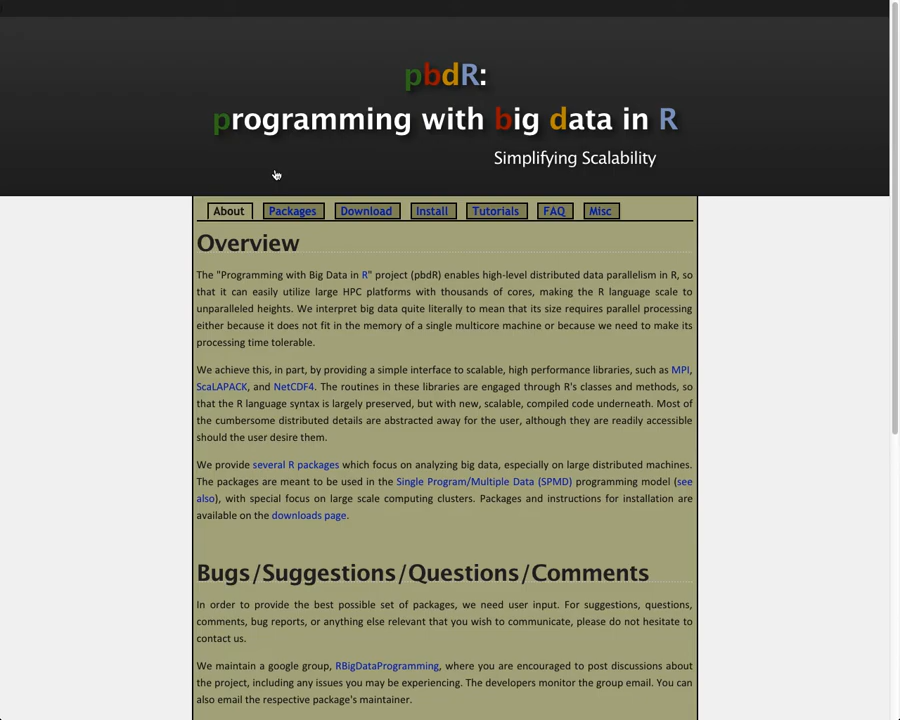 pbdR:
programming with big data in R
Simplifying Scalability
About Packages Download Install Tutorials FAQ Misc
Overview
The "Programming with Big Data in R" project (pbdR) enables high-level distributed data parallelism in R, so
that it can easily utilize large HPC platforms with thousands of cores, making the R language scale to
unparalleled heights. We interpret big data quite literally to mean that its size requires parallel processing
either because it does not fit in the memory of a single multicore machine or because we need to make its
processing time tolerable.
We achieve this, in part, by providing a simple interface to scalable, high performance libraries, such as MPI,
ScaLAPACK, and NetCDF4. The routines in these libraries are engaged through R's classes and methods, so
that the R language syntax is largely preserved, but with new, scalable, compiled code underneath. Most of
the cumbersome distributed details are abstracted away for the user, although they are readily accessible
should the user desire them.
We provide several R packages which focus on analyzing big data, especially on large distributed machines.
The packages are meant to be used in the Single Program/Multiple Data (SPMD) programming model (see
also), with special focus on large scale computing clusters. Packages and instructions for installation are
available on the downloads page.
Bugs/Suggestions/Questions/Comments
In order to provide the best possible set of packages, we need user input. For suggestions, questions,
comments, bug reports, or anything else relevant that you wish to communicate, please do not hesitate to
contact us.
We maintain a google group, RBigDataProgramming, where you are encouraged to post discussions about
the project, including any issues you may be experiencing. The developers monitor the group email. You can
also email the respective package's maintainer.